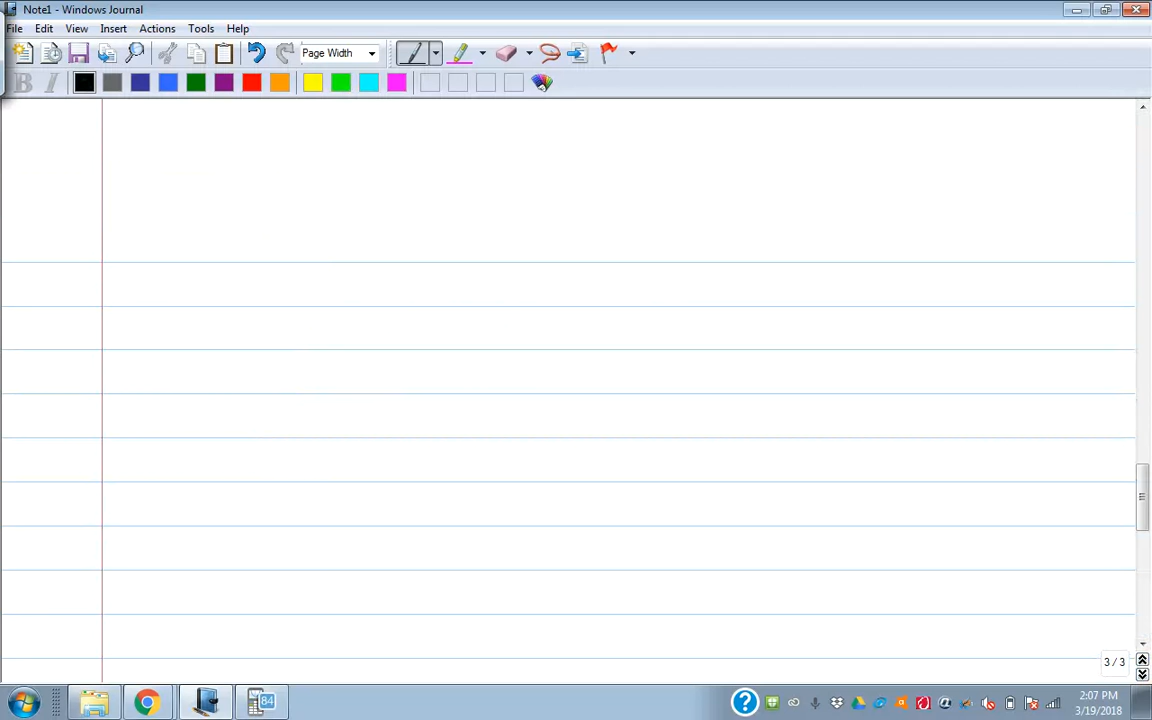 Note1 - Windows Journal
File Edit View Insert Actions Tools Help
Page Width
B I
3 / 3
84
2:07 PM
3/19/2018